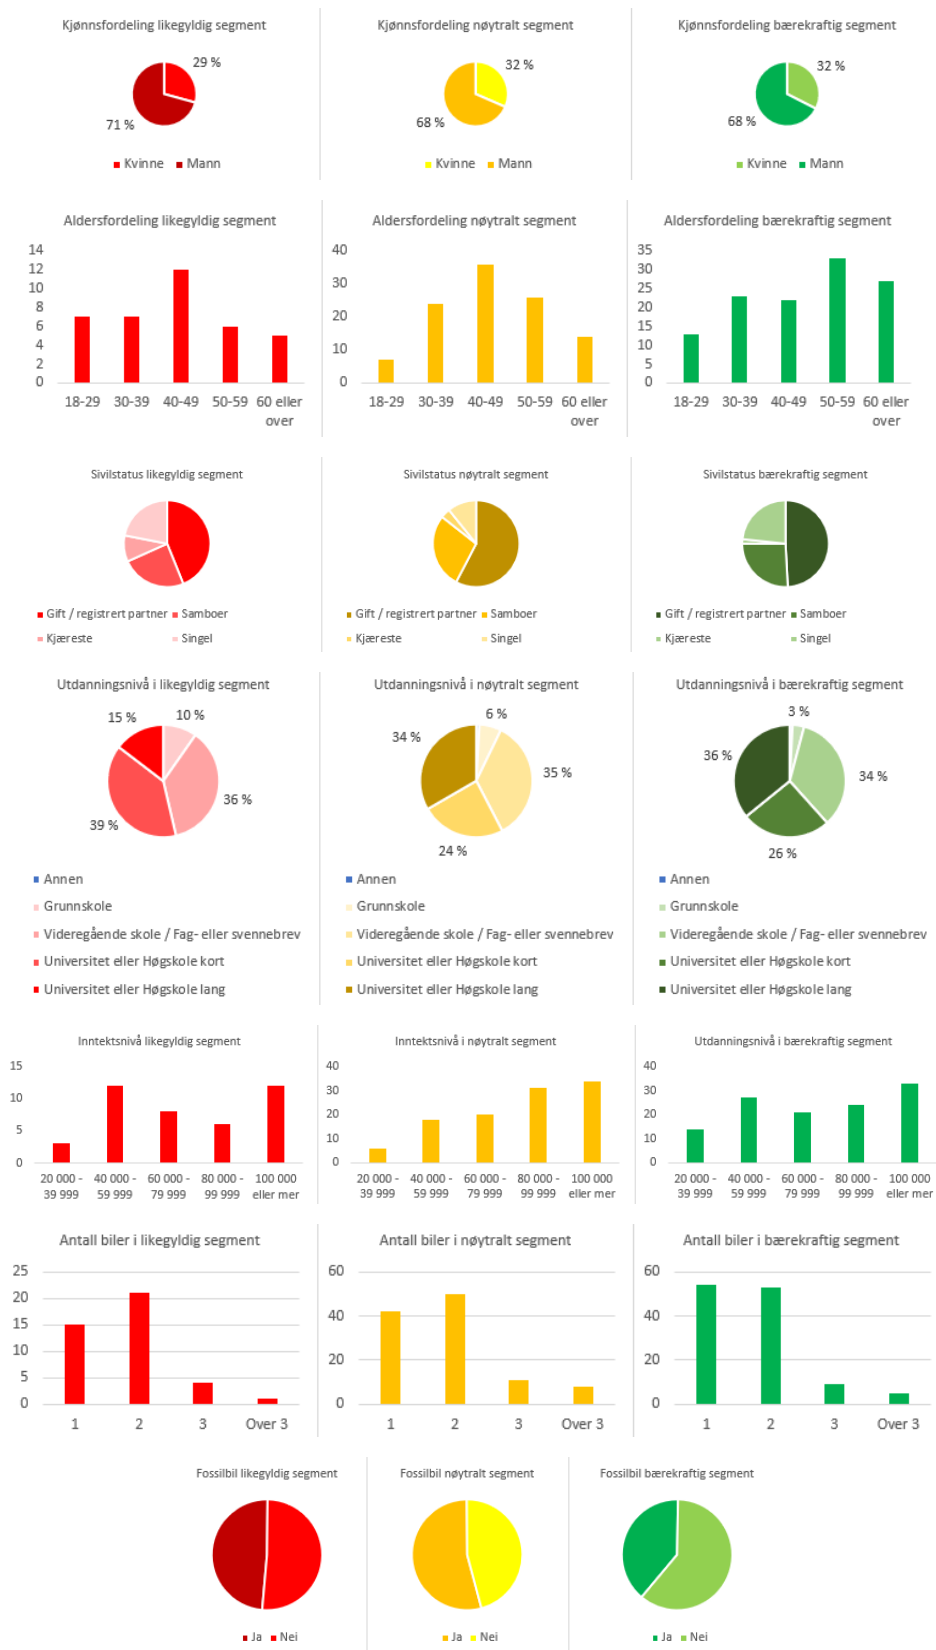 Kjønnsfordeling likegyldig segment
29 %
71 %
Kvinne Mann
Kjønnsfordeling nøytralt segment
32 %
68 %
Kvinne Mann
Kjønnsfordeling bærekraftig segment
32 %
68 %
Kvinne Mann
Aldersfordeling likegyldig segment
14
12
10
8
6
4
2
0
18-29 30-39 40-49 50-59 60 eller
over
Aldersfordeling nøytralt segment
40
30
20
10
0
18-29 30-39 40-49 50-59 60 eller
over
Aldersfordeling bærekraftig segment
35
30
25
20
15
10
5
0
18-29 30-39 40-49 50-59 60 eller
over
Sivilstatus likegyldig segment
Gift / registrert partner Samboer
Kjæreste Singel
Sivilstatus nøytralt segment
Gift / registrert partner Samboer
Kjæreste Singel
Sivilstatus bærekraftig segment
Gift / registrert partner Samboer
Kjæreste Singel
Utdanningsnivå i likegyldig segment
15 % 10 %
36 %
39 %
Annen
Grunnskole
Videregående skole / Fag- eller svennebrev
Universitet eller Høgskole kort
Universitet eller Høgskole lang
Utdanningsnivå i nøytralt segment
6 %
34 %
35 %
24 %
Annen
Grunnskole
Videregående skole / Fag- eller svennebrev
Universitet eller Høgskole kort
Universitet eller Høgskole lang
Utdanningsnivå i bærekraftig segment
3 %
36 %
34 %
26 %
Annen
Grunnskole
Videregående skole / Fag- eller svennebrev
Universitet eller Høgskole kort
Universitet eller Høgskole lang
Inntektsnivå likegyldig segment
15
10
5
0
20 000 - 40 000 - 60 000 - 80 000 - 100 000
39 999 59 999 79 999 99 999 eller mer
Inntektsnivå i nøytralt segment
40
30
20
10
0
20 000 - 40 000 - 60 000 - 80 000 - 100 000
39 999 59 999 79 999 99 999 eller mer
Utdanningsnivå i bærekraftig segment
40
30
20
10
0
20 000 - 40 000 - 60 000 - 80 000 - 100 000
39 999 59 999 79 999 99 999 eller mer
Antall biler i likegyldig segment
25
20
15
10
5
0
1 2 3 Over 3
Antall biler i nøytralt segment
60
40
20
0
1 2 3 Over 3
Antall biler i bærekraftig segment
60
40
20
0
1 2 3 Over 3
Fossilbil likegyldig segment
Ja Nei
Fossilbil nøytralt segment
Ja Nei
Fossilbil bærekraftig segment
Ja Nei